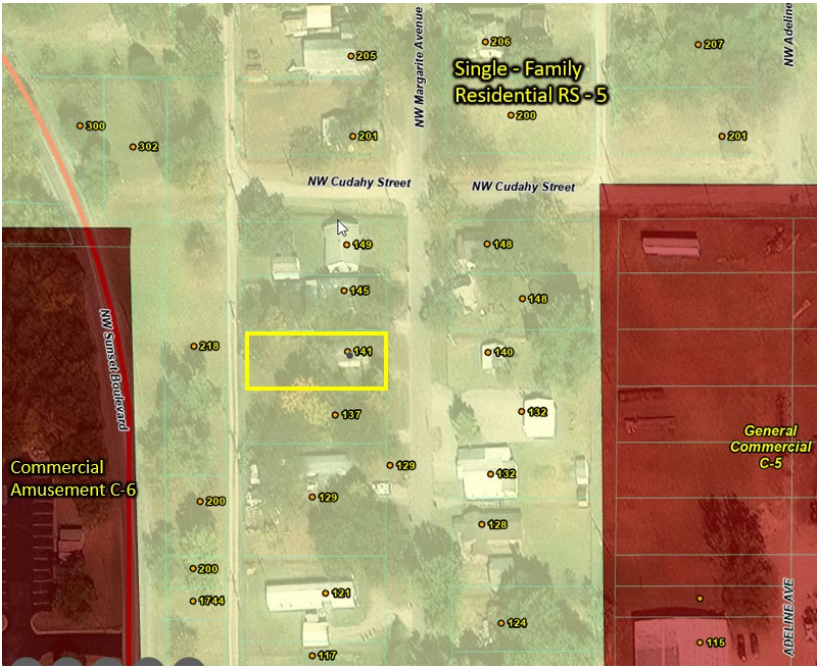 NW Margarite Avenue
NW Adeline
205
206
207
Single - Family
Residential RS - 5
300
302
201
200
201
NW Cudahy Street
NW Cudahy Street
149
148
145
148
NW Sunset Boulevard
218
141
140
137
132
General
Commercial
C-5
Commercial
Amusement C-6
129
129
132
200
128
200
1744
121
124
ADELINE AVE
117
115